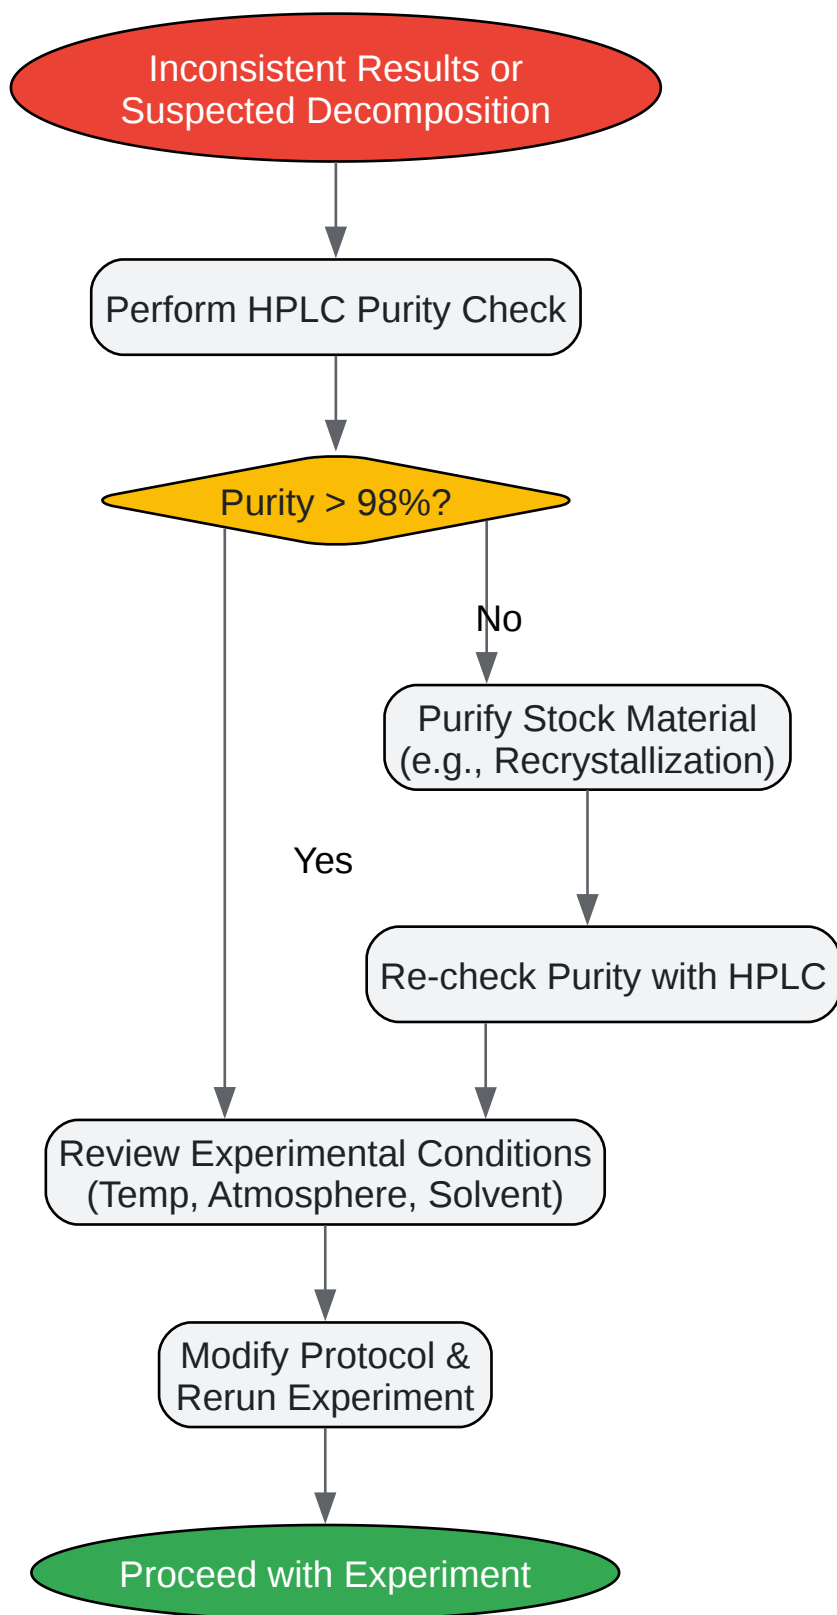 Inconsistent Results or
Suspected Decomposition
Perform HPLC Purity Check
Purity > 98%?
No
Purify Stock Material
(e.g., Recrystallization)
Yes
Re-check Purity with HPLC
Review Experimental Conditions
(Temp, Atmosphere, Solvent)
Modify Protocol &
Rerun Experiment
Proceed with Experiment